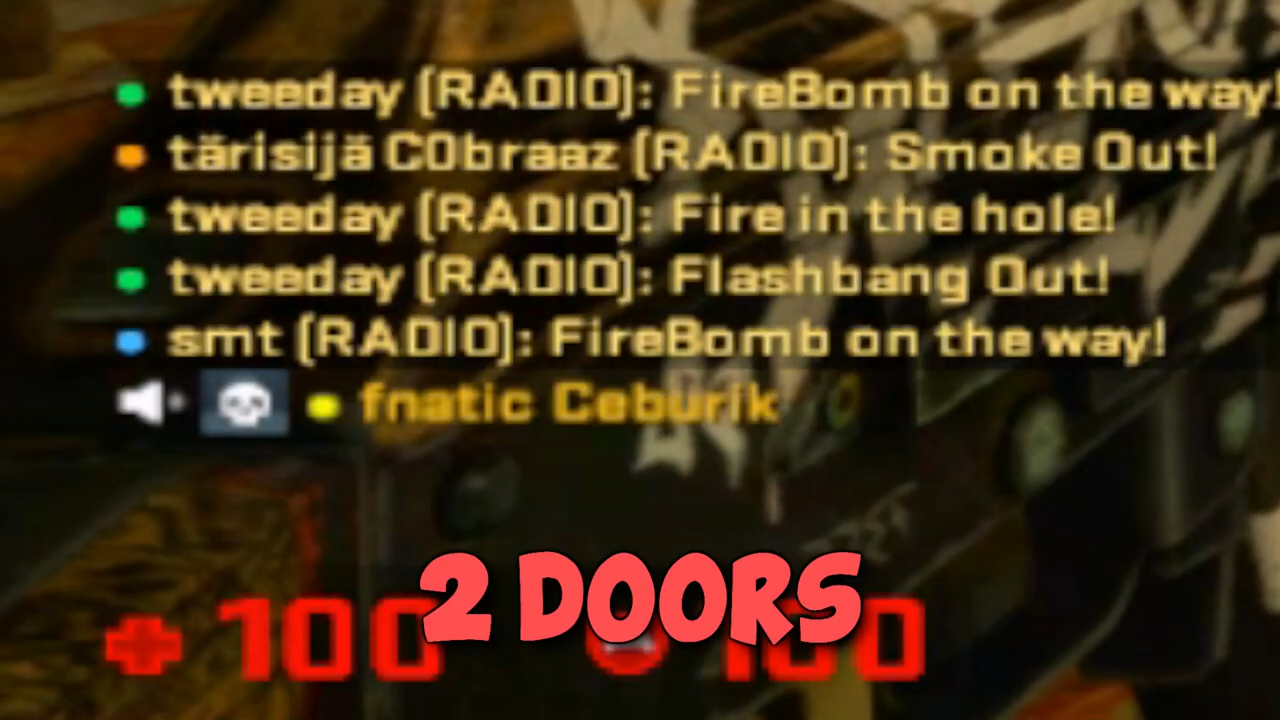 tweeday (RADIO): FireBomb on the way!
tärisijä C0braaz (RADIO): Smoke Out!
tweeday (RADIO): Fire in the hole!
tweeday (RADIO): Flashbang Out!
smt (RADIO): FireBomb on the way!
fnatic Ceburik
2 DOORS
100 100